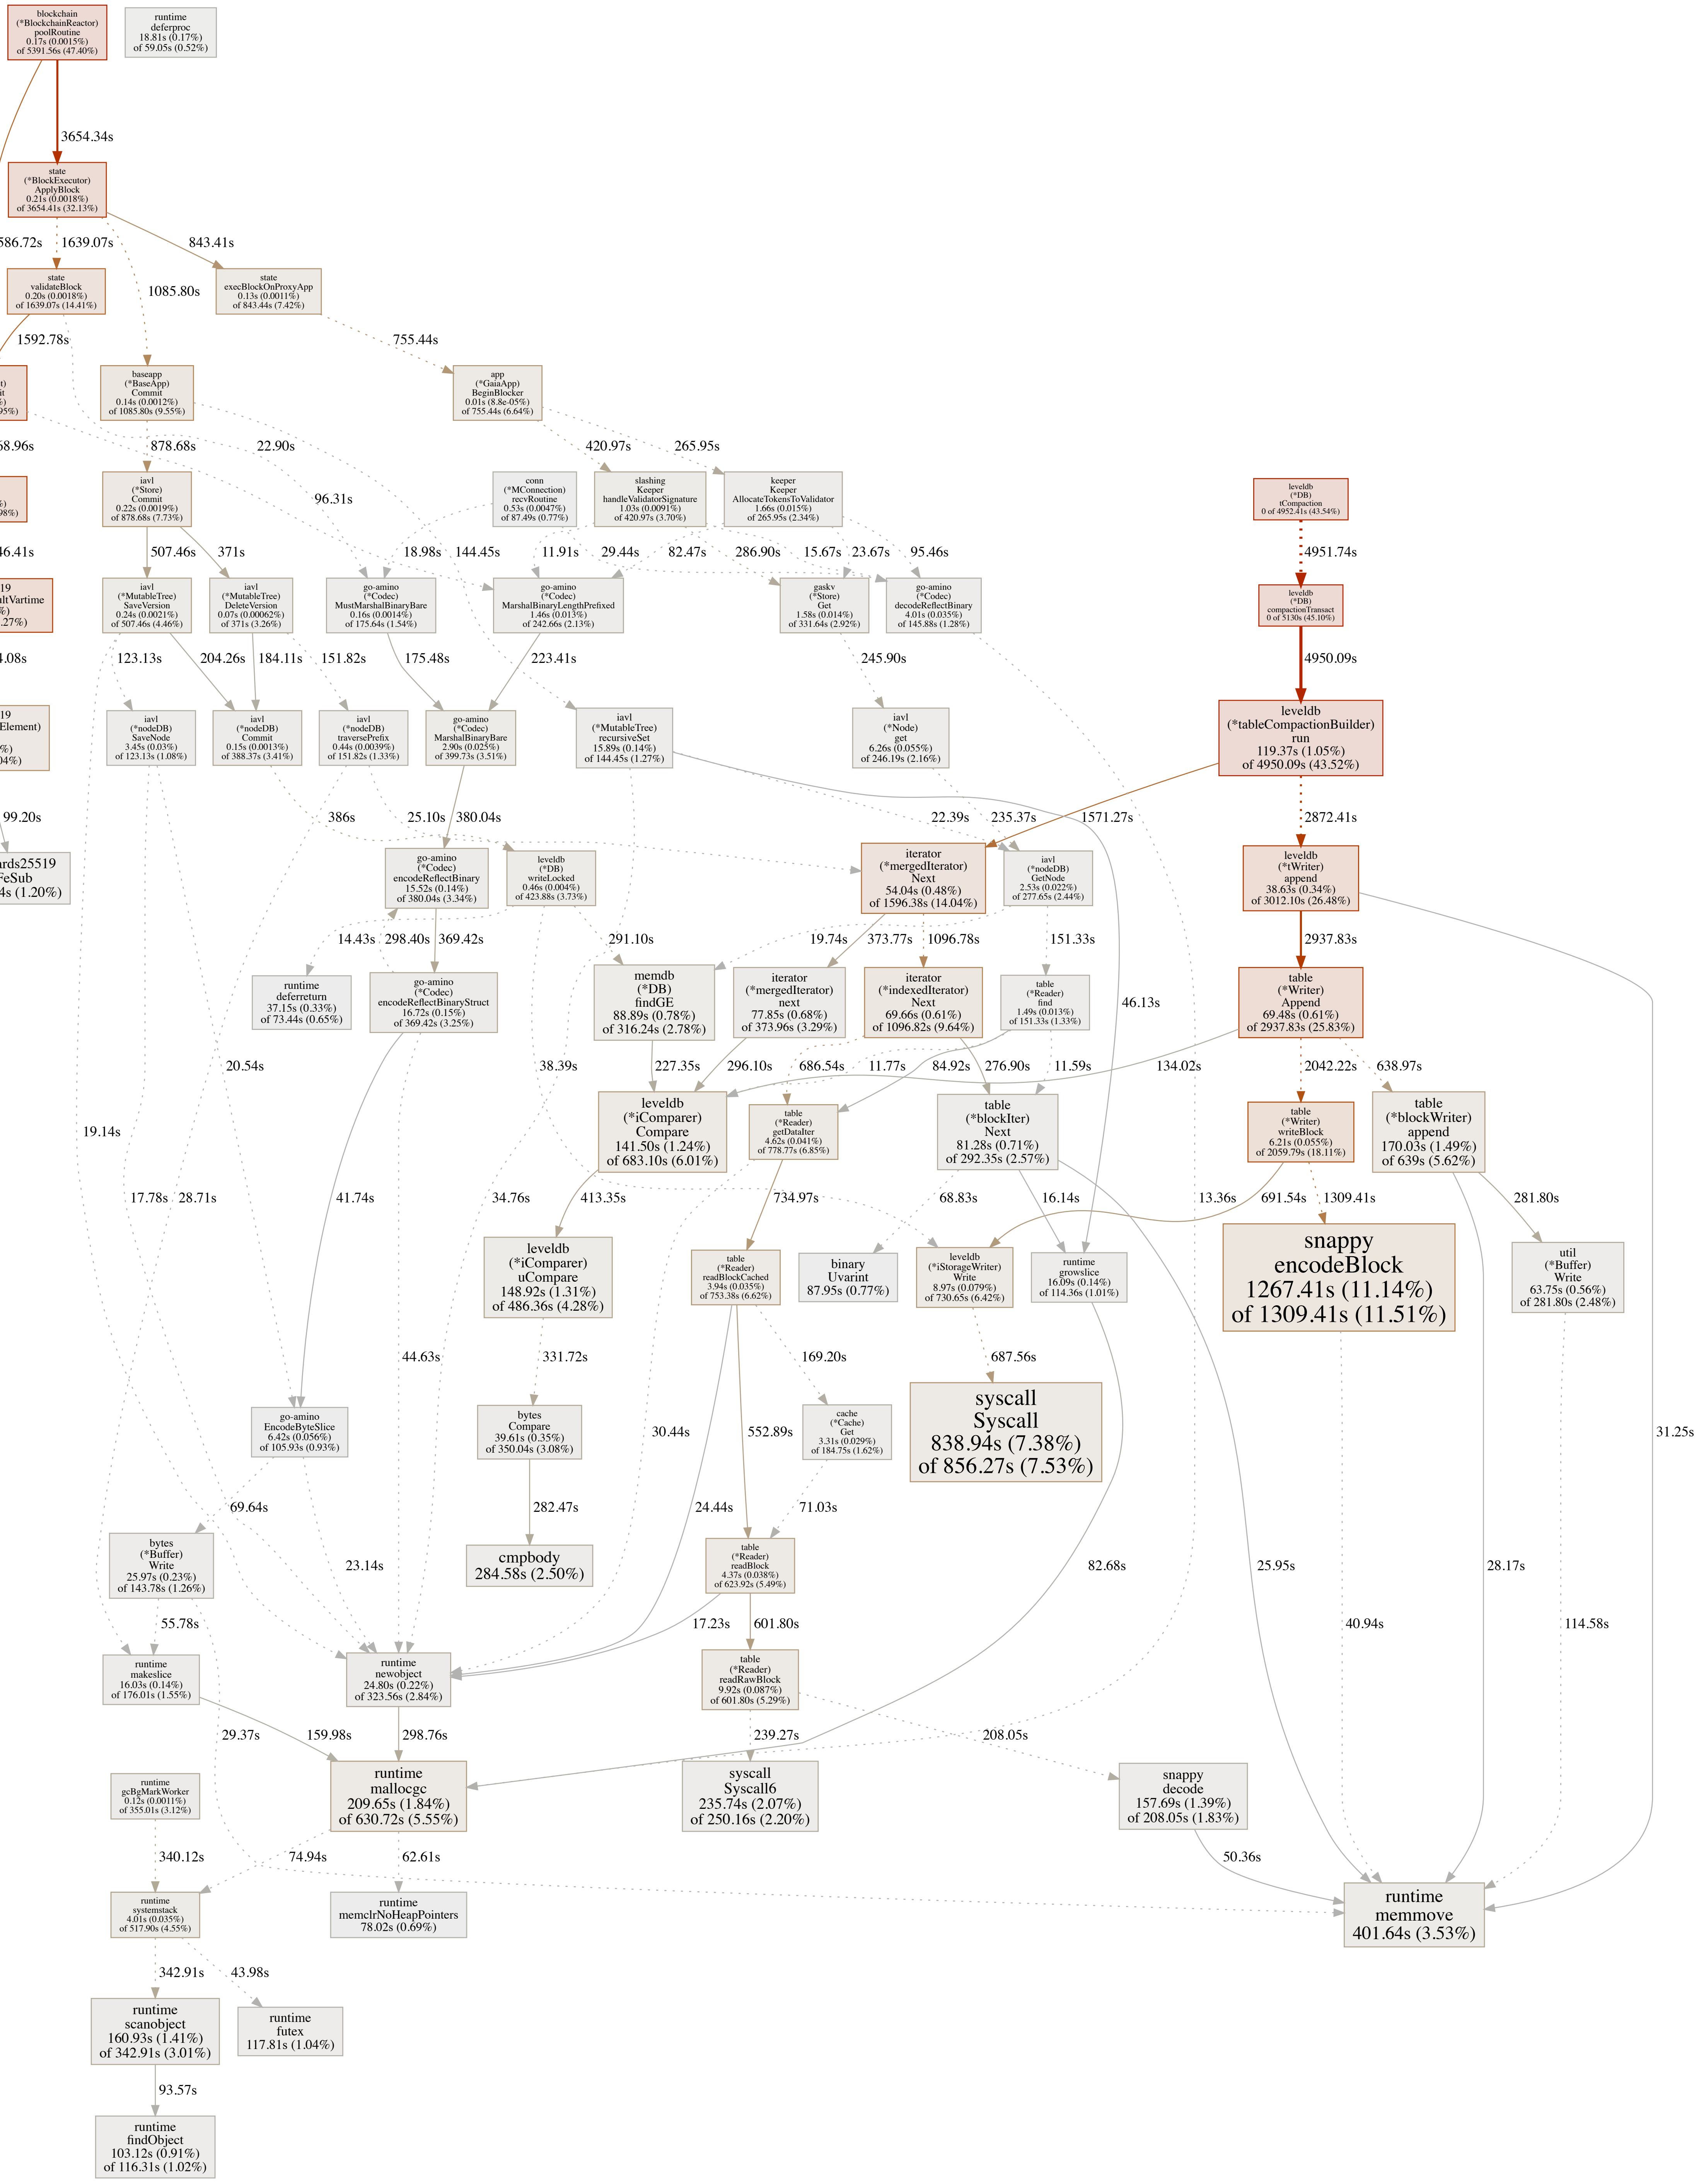 blockchain
(*BlockchainReactor)
poolRoutine
0.17s (0.0015%)
of 5391.56s (47.40%)
runtime
deferproc
18.81s (0.17%)
of 59.05s (0.52%)
3654.34s
state
(*BlockExecutor)
ApplyBlock
0.21s (0.0018%)
of 3654.41s (32.13%)
586.72s
1639.07s
843.41s
state
validateBlock
0.20s (0.0018%)
of 1639.07s (14.41%)
1085.80s
state
execBlockOnProxyApp
0.13s (0.0011%)
of 843.44s (7.42%)
1592.78s
755.44s
t)
it
%)
95%)
baseapp
(*BaseApp)
Commit
0.14s (0.0012%)
of 1085.80s (9.55%)
app
(*GaiaApp)
BeginBlocker
0.01s (8.8e-05%)
of 755.44s (6.64%)
68.96s
878.68s
22.90s
420.97s
265.95s
%)
98%)
iavl
(*Store)
Commit
0.22s (0.0019%)
of 878.68s (7.73%)
96.31s
conn
(*MConnection)
recvRoutine
0.53s (0.0047%)
of 87.49s (0.77%)
slashing
Keeper
handleValidatorSignature
1.03s (0.0091%)
of 420.97s (3.70%)
keeper
Keeper
AllocateTokensToValidator
1.66s (0.015%)
of 265.95s (2.34%)
leveldb
(*DB)
tCompaction
0 of 4952.41s (43.54%)
46.41s
507.46s
371s
18.98s
144.45s
11.91s
29.44s
82.47s
286.90s
15.67s
23.67s
95.46s
4951.74s
19
ultVartime
%)
.27%)
iavl
(*MutableTree)
SaveVersion
0.24s (0.0021%)
of 507.46s (4.46%)
iavl
(*MutableTree)
DeleteVersion
0.07s (0.00062%)
of 371s (3.26%)
go-amino
(*Codec)
MustMarshalBinaryBare
0.16s (0.0014%)
of 175.64s (1.54%)
go-amino
(*Codec)
MarshalBinaryLengthPrefixed
1.46s (0.013%)
of 242.66s (2.13%)
gaskv
(*Store)
Get
1.58s (0.014%)
of 331.64s (2.92%)
go-amino
(*Codec)
decodeReflectBinary
4.01s (0.035%)
of 145.88s (1.28%)
leveldb
(*DB)
compactionTransact
0 of 5130s (45.10%)
4.08s
123.13s
204.26s
184.11s
151.82s
175.48s
223.41s
245.90s
4950.09s
19
Element)
%)
04%)
iavl
(*nodeDB)
SaveNode
3.45s (0.03%)
of 123.13s (1.08%)
iavl
(*nodeDB)
Commit
0.15s (0.0013%)
of 388.37s (3.41%)
iavl
(*nodeDB)
traversePrefix
0.44s (0.0039%)
of 151.82s (1.33%)
go-amino
(*Codec)
MarshalBinaryBare
2.90s (0.025%)
of 399.73s (3.51%)
iavl
(*MutableTree)
recursiveSet
15.89s (0.14%)
of 144.45s (1.27%)
iavl
(*Node)
get
6.26s (0.055%)
of 246.19s (2.16%)
leveldb
(*tableCompactionBuilder)
run
119.37s (1.05%)
of 4950.09s (43.52%)
99.20s
386s
25.10s
380.04s
22.39s
235.37s
1571.27s
2872.41s
ards25519
FeSub
4s (1.20%)
go-amino
(*Codec)
encodeReflectBinary
15.52s (0.14%)
of 380.04s (3.34%)
leveldb
(*DB)
writeLocked
0.46s (0.004%)
of 423.88s (3.73%)
iterator
(*mergedIterator)
Next
54.04s (0.48%)
of 1596.38s (14.04%)
iavl
(*nodeDB)
GetNode
2.53s (0.022%)
of 277.65s (2.44%)
leveldb
(*tWriter)
append
38.63s (0.34%)
of 3012.10s (26.48%)
14.43s
298.40s
369.42s
291.10s
19.74s
373.77s
1096.78s
151.33s
2937.83s
runtime
deferreturn
37.15s (0.33%)
of 73.44s (0.65%)
go-amino
(*Codec)
encodeReflectBinaryStruct
16.72s (0.15%)
of 369.42s (3.25%)
memdb
(*DB)
findGE
88.89s (0.78%)
of 316.24s (2.78%)
iterator
(*mergedIterator)
next
77.85s (0.68%)
of 373.96s (3.29%)
iterator
(*indexedIterator)
Next
69.66s (0.61%)
of 1096.82s (9.64%)
table
(*Reader)
find
1.49s (0.013%)
of 151.33s (1.33%)
46.13s
table
(*Writer)
Append
69.48s (0.61%)
of 2937.83s (25.83%)
20.54s
38.39s
227.35s
296.10s
686.54s
11.77s
84.92s
276.90s
11.59s
134.02s
2042.22s
638.97s
19.14s
leveldb
(*iComparer)
Compare
141.50s (1.24%)
of 683.10s (6.01%)
table
(*Reader)
getDataIter
4.62s (0.041%)
of 778.77s (6.85%)
table
(*blockIter)
Next
81.28s (0.71%)
of 292.35s (2.57%)
table
(*Writer)
writeBlock
6.21s (0.055%)
of 2059.79s (18.11%)
table
(*blockWriter)
append
170.03s (1.49%)
of 639s (5.62%)
17.78s
28.71s
41.74s
34.76s
413.35s
734.97s
68.83s
16.14s
13.36s
691.54s
1309.41s
281.80s
leveldb
(*iComparer)
uCompare
148.92s (1.31%)
of 486.36s (4.28%)
table
(*Reader)
readBlockCached
3.94s (0.035%)
of 753.38s (6.62%)
binary
Uvarint
87.95s (0.77%)
leveldb
(*iStorageWriter)
Write
8.97s (0.079%)
of 730.65s (6.42%)
runtime
growslice
16.09s (0.14%)
of 114.36s (1.01%)
snappy
encodeBlock
1267.41s (11.14%)
of 1309.41s (11.51%)
util
(*Buffer)
Write
63.75s (0.56%)
of 281.80s (2.48%)
44.63s
331.72s
169.20s
687.56s
go-amino
EncodeByteSlice
6.42s (0.056%)
of 105.93s (0.93%)
bytes
Compare
39.61s (0.35%)
of 350.04s (3.08%)
30.44s
552.89s
cache
(*Cache)
Get
3.31s (0.029%)
of 184.75s (1.62%)
syscall
Syscall
838.94s (7.38%)
of 856.27s (7.53%)
31.25s
69.64s
282.47s
24.44s
71.03s
bytes
(*Buffer)
Write
25.97s (0.23%)
of 143.78s (1.26%)
23.14s
cmpbody
284.58s (2.50%)
table
(*Reader)
readBlock
4.37s (0.038%)
of 623.92s (5.49%)
82.68s
25.95s
28.17s
55.78s
17.23s
601.80s
40.94s
114.58s
runtime
makeslice
16.03s (0.14%)
of 176.01s (1.55%)
runtime
newobject
24.80s (0.22%)
of 323.56s (2.84%)
table
(*Reader)
readRawBlock
9.92s (0.087%)
of 601.80s (5.29%)
29.37s
159.98s
298.76s
239.27s
208.05s
runtime
gcBgMarkWorker
0.12s (0.0011%)
of 355.01s (3.12%)
runtime
mallocgc
209.65s (1.84%)
of 630.72s (5.55%)
syscall
Syscall6
235.74s (2.07%)
of 250.16s (2.20%)
snappy
decode
157.69s (1.39%)
of 208.05s (1.83%)
340.12s
74.94s
62.61s
50.36s
runtime
systemstack
4.01s (0.035%)
of 517.90s (4.55%)
runtime
memclrNoHeapPointers
78.02s (0.69%)
runtime
memmove
401.64s (3.53%)
342.91s
43.98s
runtime
scanobject
160.93s (1.41%)
of 342.91s (3.01%)
runtime
futex
117.81s (1.04%)
93.57s
runtime
findObject
103.12s (0.91%)
of 116.31s (1.02%)